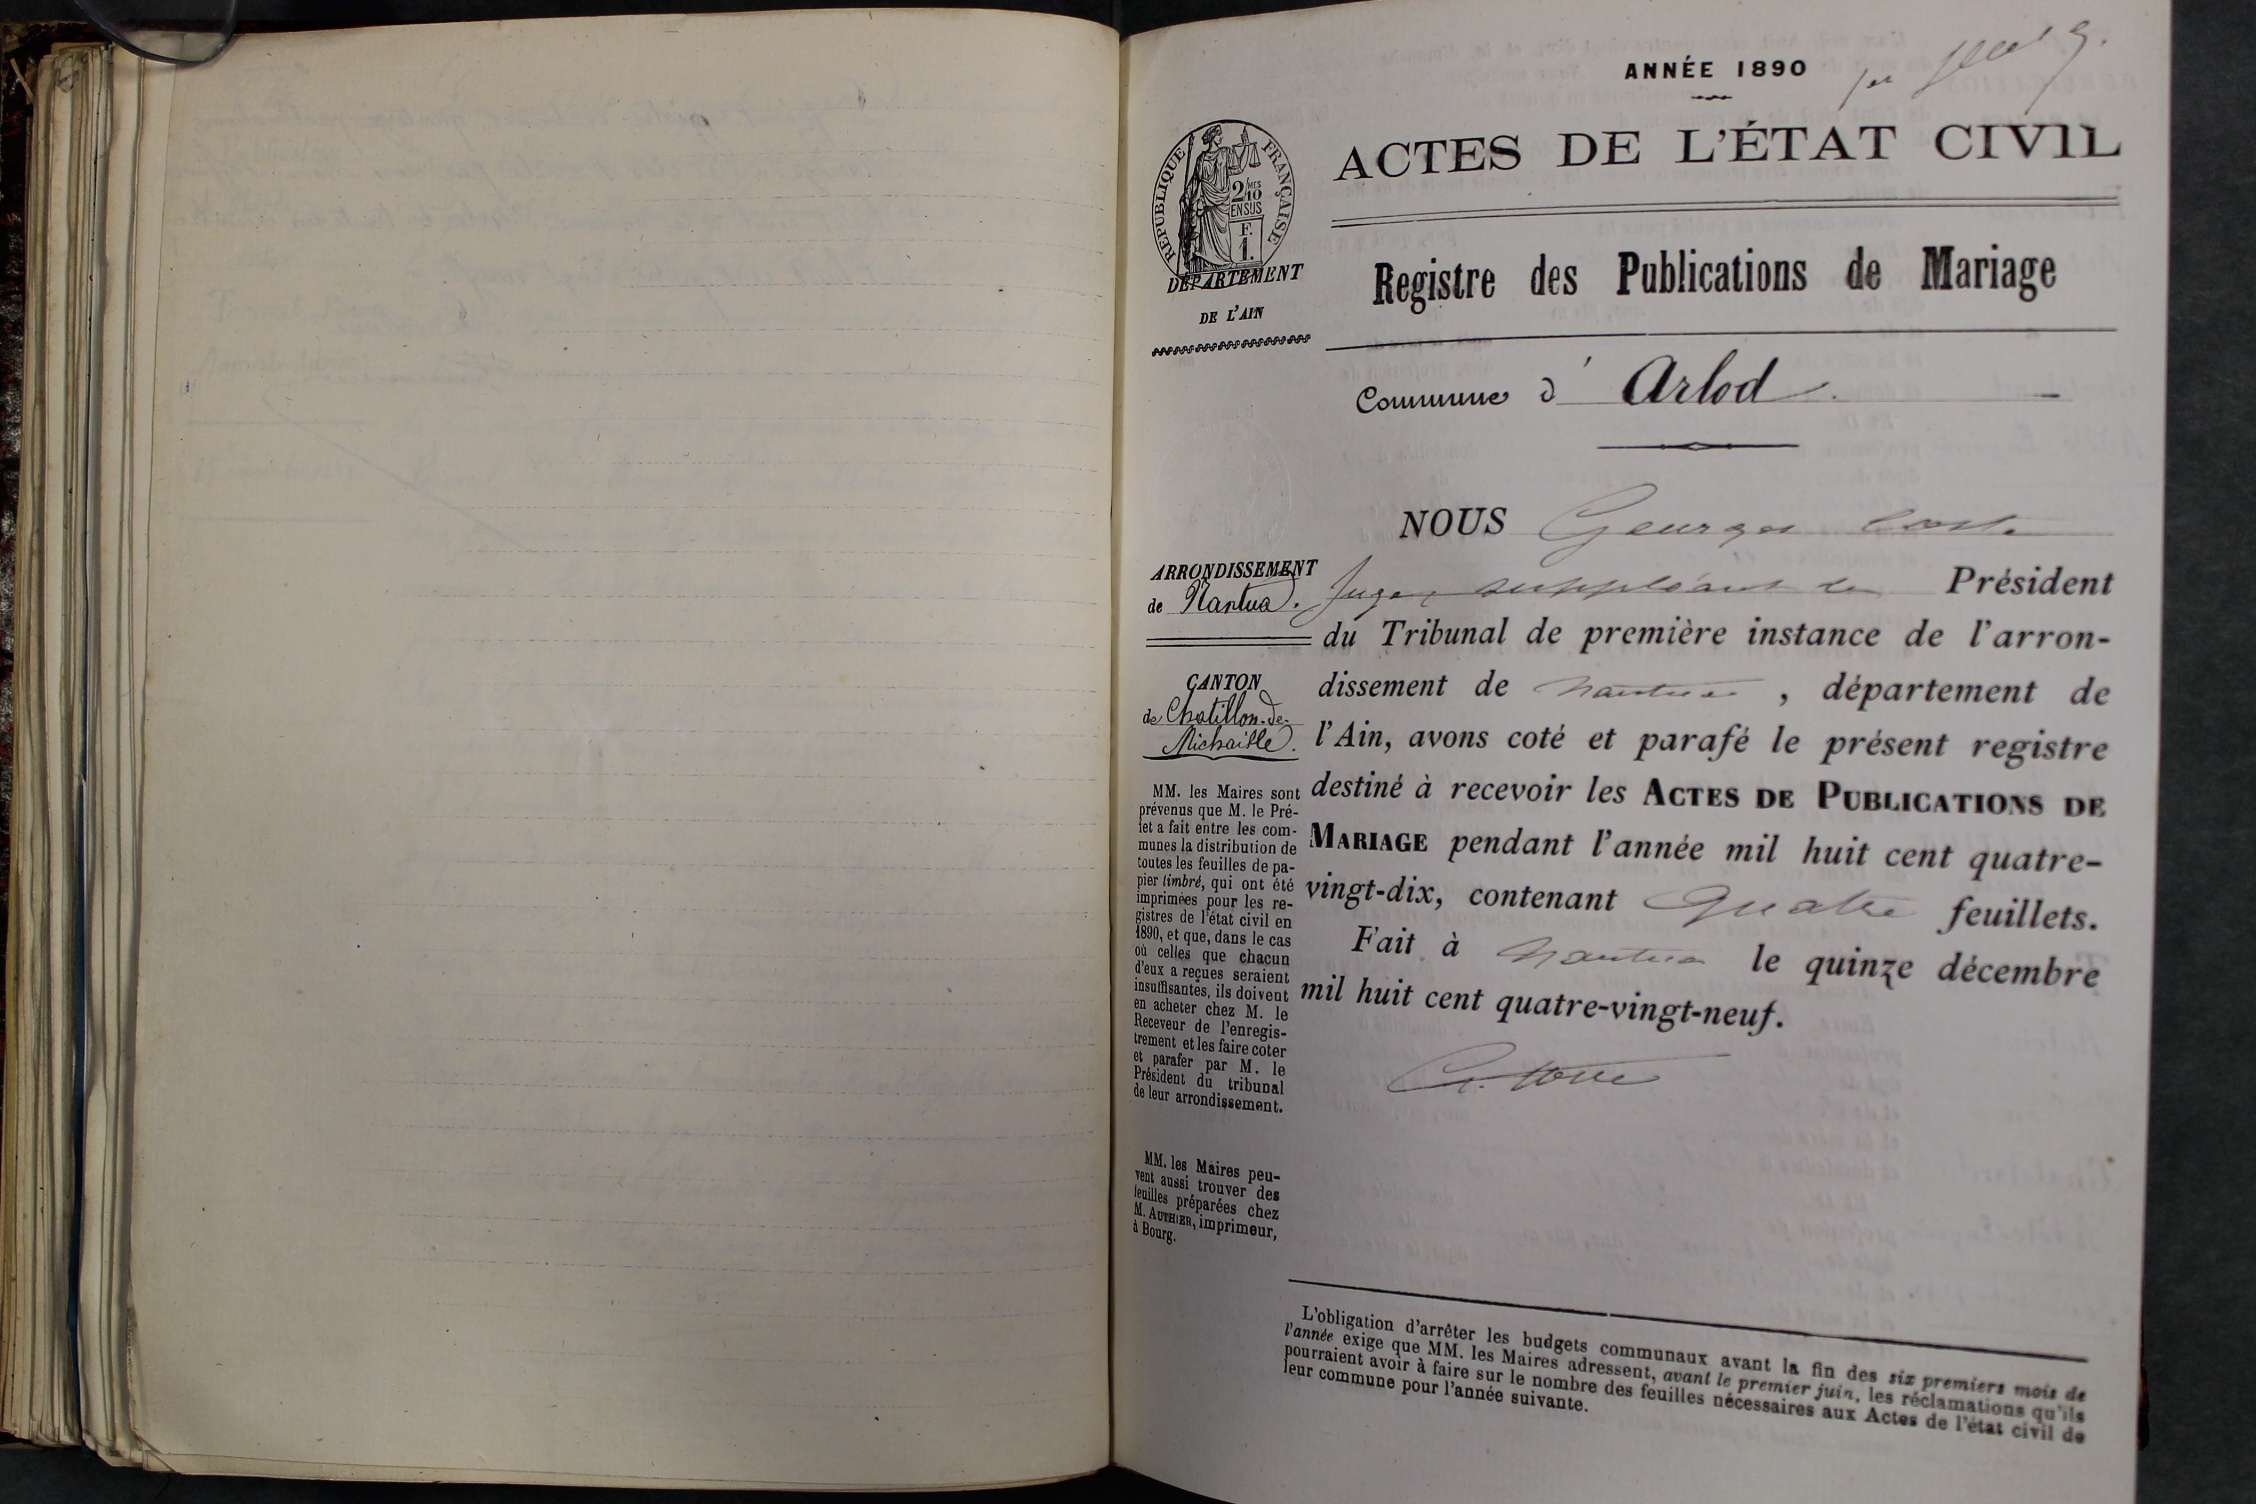 ANNÉE 1890
1er
ACTES DE L'ÉTAT CIVIL
RÉPUBLIQUE FRANÇAISE
2/10 MES
EN SUS
F.
1.
DÉPARTEMENT
DE L'AIN
Registre des Publications de Mariage
Commune d' Arlod
ARRONDISSEMENT
de Nantua.
CANTON
de Chatillon-de-
Michaille.
MM. les Maires sont
prévenus que M. le Pré-
fet a fait entre les com-
munes la distribution de
toutes les feuilles de pa-
pier timbré, qui ont été
imprimées pour les re-
gistres de l'état civil en
1890, et que, dans le cas
où celles que chacun
d'eux a reçues seraient
insuffisantes, ils doivent
en acheter chez M. le
Receveur de l'enregis-
trement et les faire coter
et parafer par M. le
Président du tribunal
de leur arrondissement.
MM. les Maires peu-
vent aussi trouver des
feuilles préparées chez
M. AUTHIER, imprimeur,
à Bourg.
NOUS Georges
Juge suppléant Président
du Tribunal de première instance de l'arron-
dissement de Nantua, département de
l'Ain, avons coté et parafé le présent registre
destiné à recevoir les ACTES DE PUBLICATIONS DE
MARIAGE pendant l'année mil huit cent quatre-
vingt-dix, contenant Quatre feuillets.
Fait à Nantua le quinze décembre
mil huit cent quatre-vingt-neuf.
L'obligation d'arrêter les budgets communaux avant la fin des six premiers mois de
l'année exige que MM. les Maires adressent, avant le premier juin, les réclamations qu'ils
pourraient avoir à faire sur le nombre des feuilles nécessaires aux Actes de l'état civil de
leur commune pour l'année suivante.